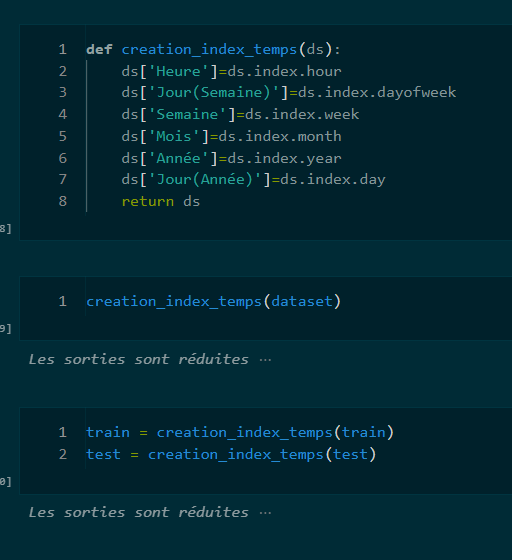 1 def creation_index_temps(ds):
2 ds['Heure']=ds.index.hour
3 ds['Jour(Semaine)']=ds.index.dayofweek
4 ds['Semaine']=ds.index.week
5 ds['Mois']=ds.index.month
6 ds['Année']=ds.index.year
7 ds['Jour(Année)']=ds.index.day
8 return ds
8]
1 creation_index_temps(dataset)
9]
Les sorties sont réduites ···
1 train = creation_index_temps(train)
2 test = creation_index_temps(test)
0]
Les sorties sont réduites ···